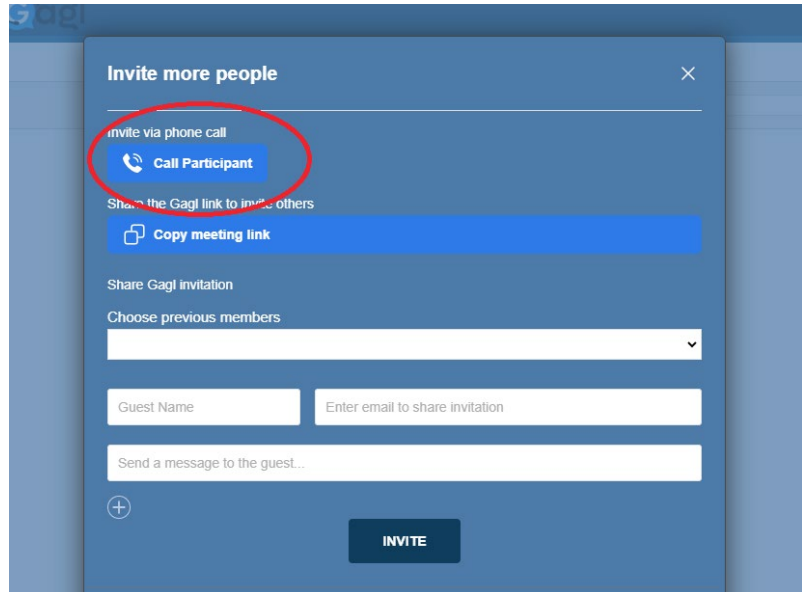 Gagl
Invite more people
Invite via phone call
Call Participant
Share the Gagl link to invite others
Copy meeting link
Share Gagl invitation
Choose previous members
Guest Name
Enter email to share invitation
Send a message to the guest...
INVITE